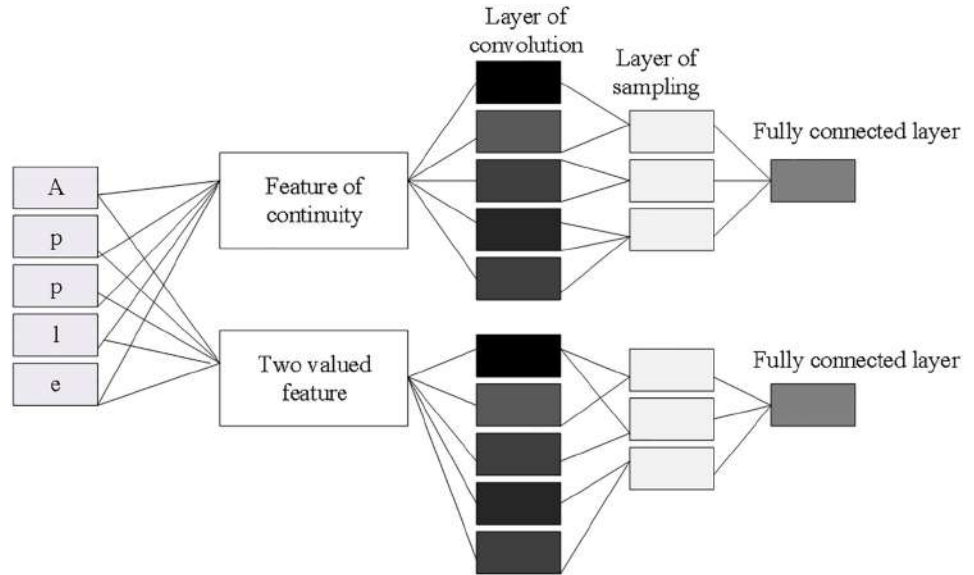 Layer of
convolution
Layer of
sampling
Fully connected layer
A
p
p
l
e
Feature of
continuity
Two valued
feature
Fully connected layer